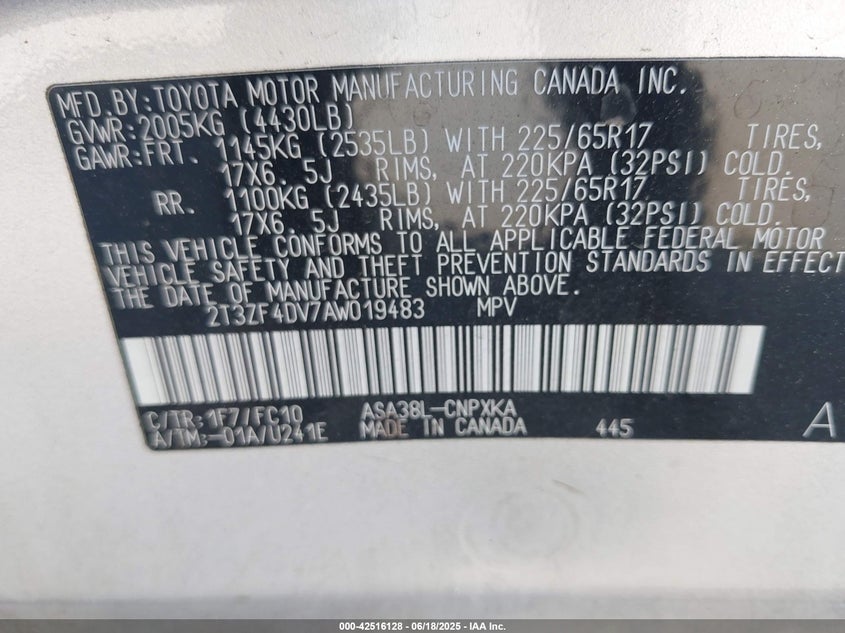 MFD. BY: TOYOTA MOTOR MANUFACTURING CANADA INC.
GVWR: 2005KG (4430LB)
GAWR: FRT. 1145KG (2535LB) WITH 225/65R17 TIRES,
17X6. 5J RIMS, AT 220KPA (32PSI) COLD.
RR. 1100KG (2435LB) WITH 225/65R17 TIRES,
17X6. 5J RIMS, AT 220KPA (32PSI) COLD.
THIS VEHICLE CONFORMS TO ALL APPLICABLE FEDERAL MOTOR
VEHICLE SAFETY AND THEFT PREVENTION STANDARDS IN EFFECT
THE DATE OF MANUFACTURE SHOWN ABOVE.
2T3ZF4DV7AW019483 MPV
C/TR: 1F7/FC10 ASA38L-CNPXKA
A/TM: -01A/U241E MADE IN CANADA 445 A
000-42516128 - 06/18/2025 - IAA Inc.